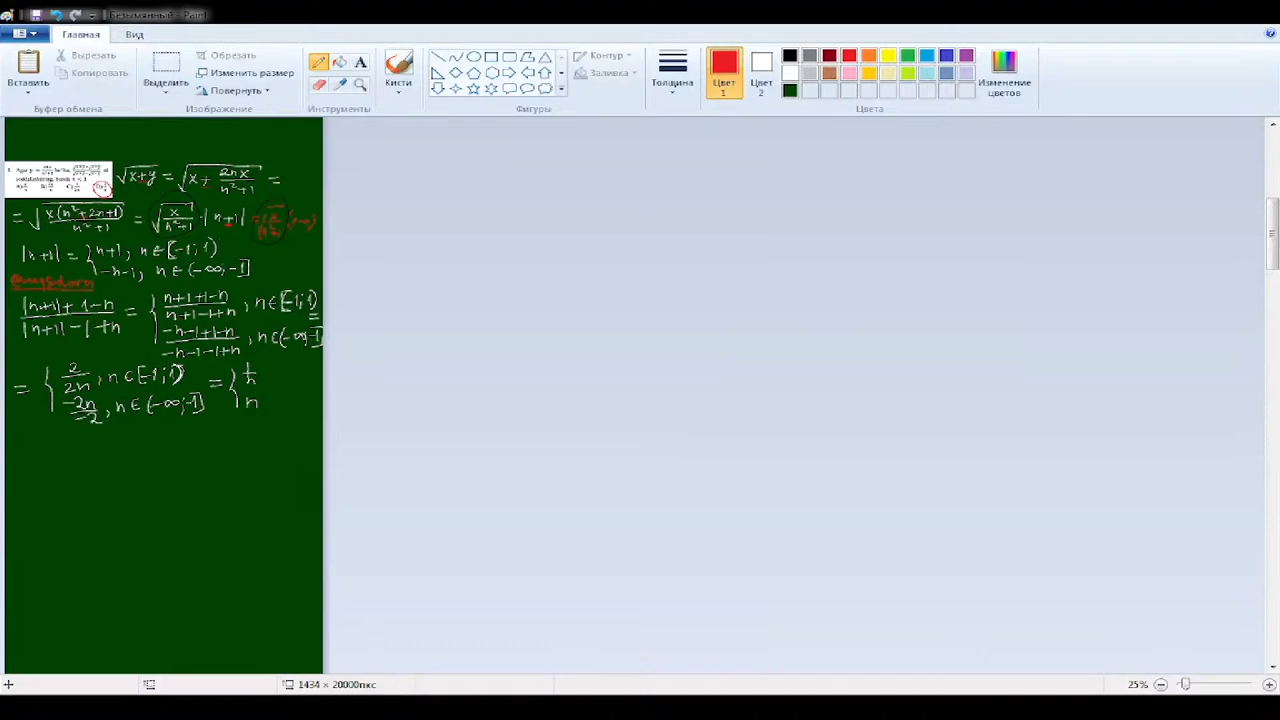 Безымянный - Paint
Главная Вид
Вставить
Вырезать
Копировать
Буфер обмена
Выделить
Обрезать
Изменить размер
Повернуть
Изображение
A
Инструменты
Кисти
Фигуры
Контур
Заливка
Толщина
Цвет 1
Цвет 2
Изменение цветов
Цвета
√x+y = √x + 2nx/n²+1 =
= √x(n²+2n+1)/n²+1 = √x/n²+1 · |n+1|
|n+1| = { n+1, n∈[-1;1)
-n-1, n∈(-∞;-1]
|n+1|+1-n / |n+1|-1+n = { n+1+1-n / n+1-1+n, n∈[-1;1)
-n-1+1-n / -n-1-1+n, n∈(-∞;-1]
= { 2/2n, n∈[-1;1) = { 1/n
-2n/-2, n∈(-∞;-1] n
1434 × 20000пкс
25%